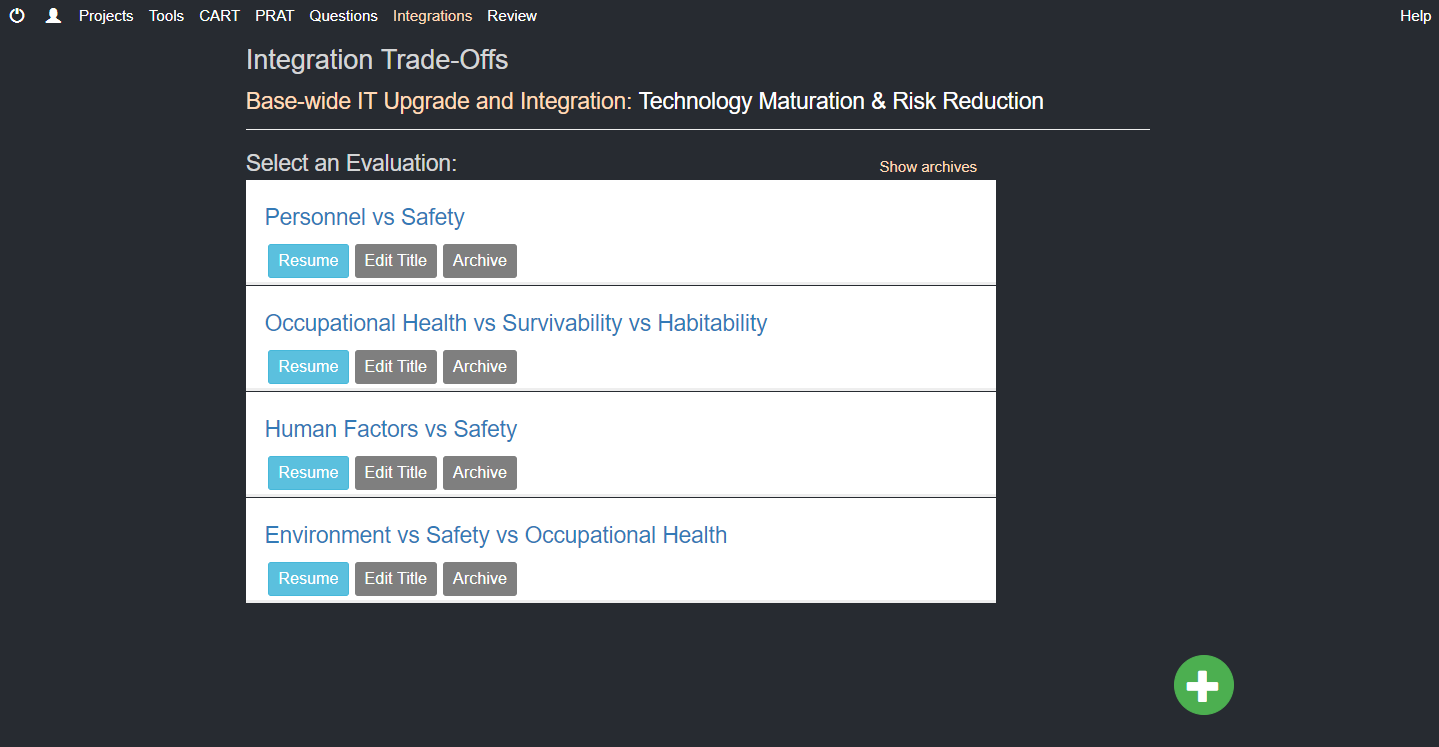 Projects Tools CART PRAT Questions Integrations Review Help
Integration Trade-Offs
Base-wide IT Upgrade and Integration: Technology Maturation & Risk Reduction
Select an Evaluation: Show archives
Personnel vs Safety
Resume Edit Title Archive
Occupational Health vs Survivability vs Habitability
Resume Edit Title Archive
Human Factors vs Safety
Resume Edit Title Archive
Environment vs Safety vs Occupational Health
Resume Edit Title Archive